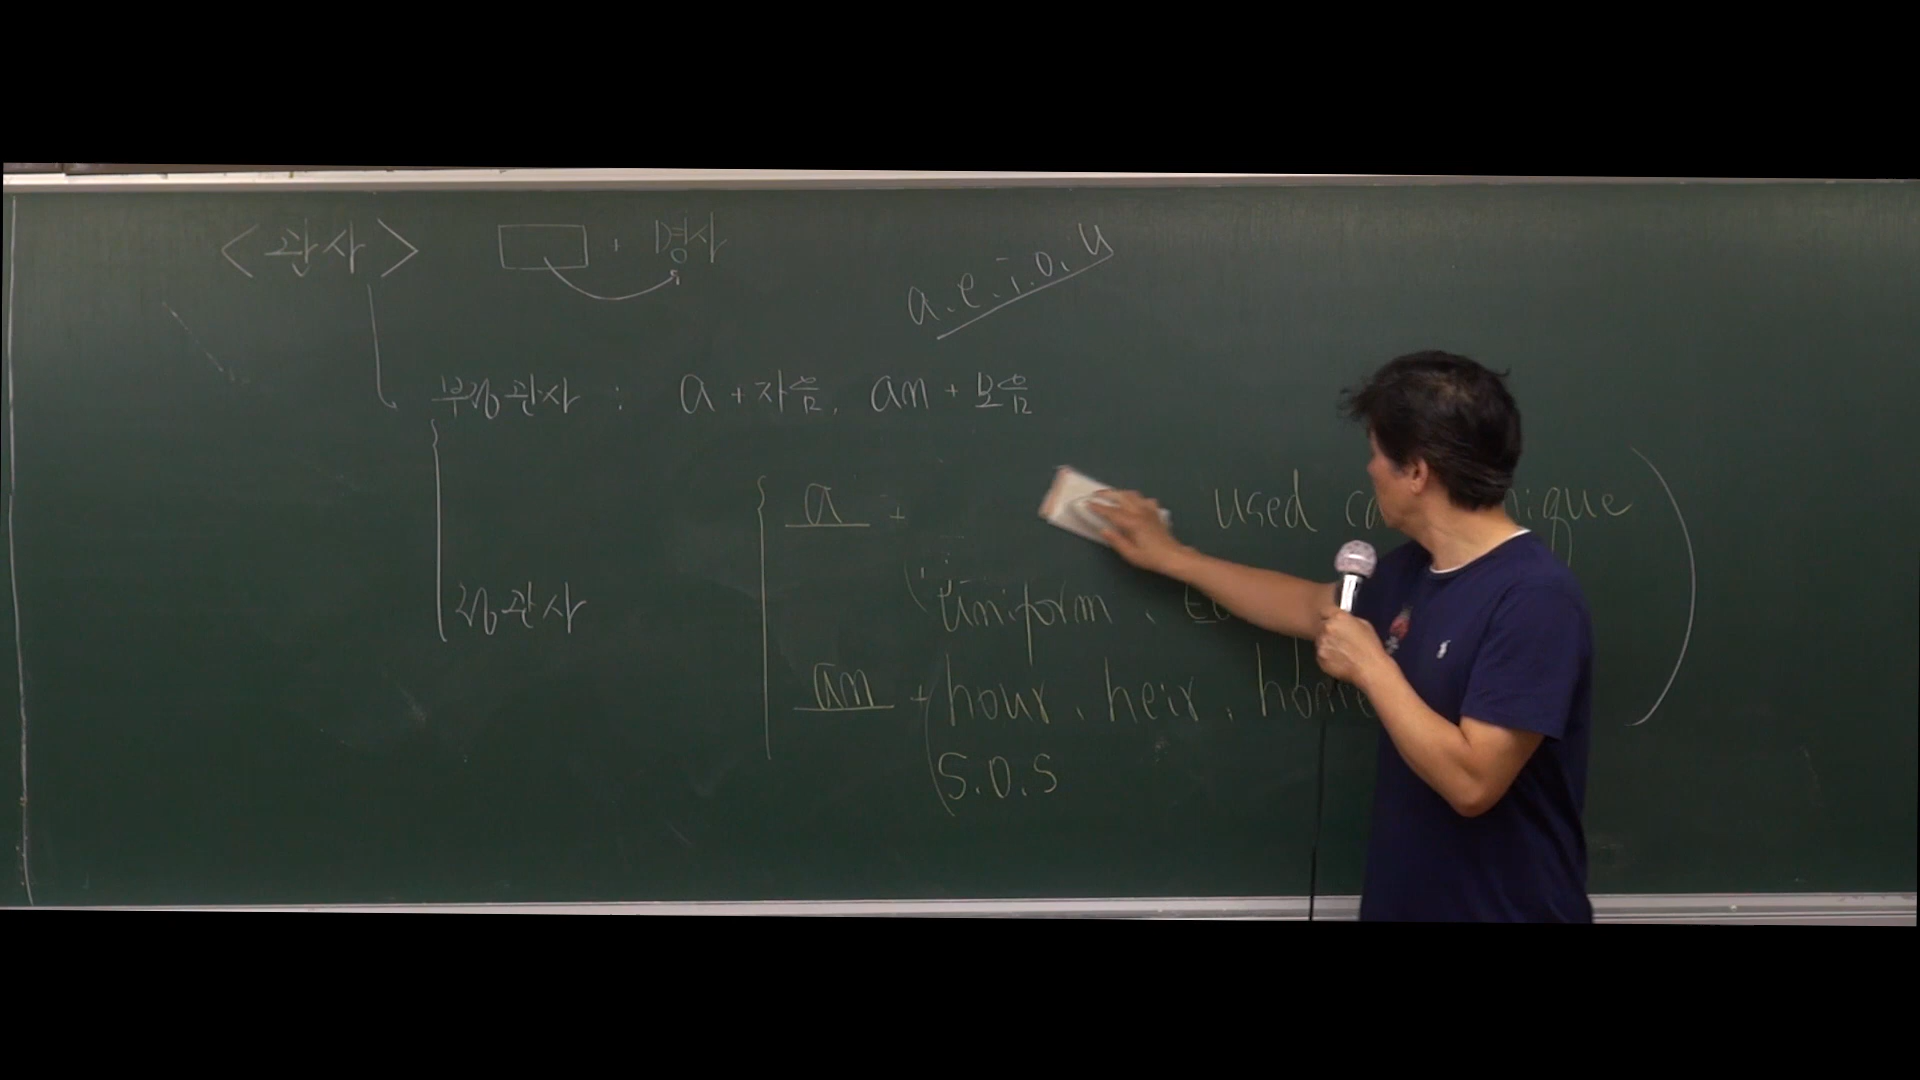 <관사> + 명사
a.e.i.o.u
부정관사 : a + 자음, an + 모음
a + used
uniform,
정관사
an + hour, heir,
S.O.S